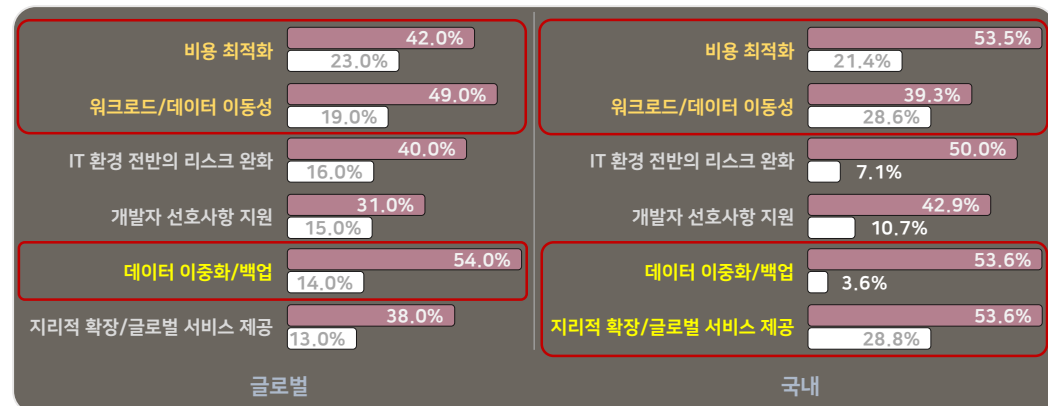 비용 최적화
42.0%
23.0%
워크로드/데이터 이동성
49.0%
19.0%
IT 환경 전반의 리스크 완화
40.0%
16.0%
개발자 선호사항 지원
31.0%
15.0%
데이터 이중화/백업
54.0%
14.0%
지리적 확장/글로벌 서비스 제공
38.0%
13.0%
글로벌
비용 최적화
53.5%
21.4%
워크로드/데이터 이동성
39.3%
28.6%
IT 환경 전반의 리스크 완화
50.0%
7.1%
개발자 선호사항 지원
42.9%
10.7%
데이터 이중화/백업
53.6%
3.6%
지리적 확장/글로벌 서비스 제공
53.6%
28.8%
국내